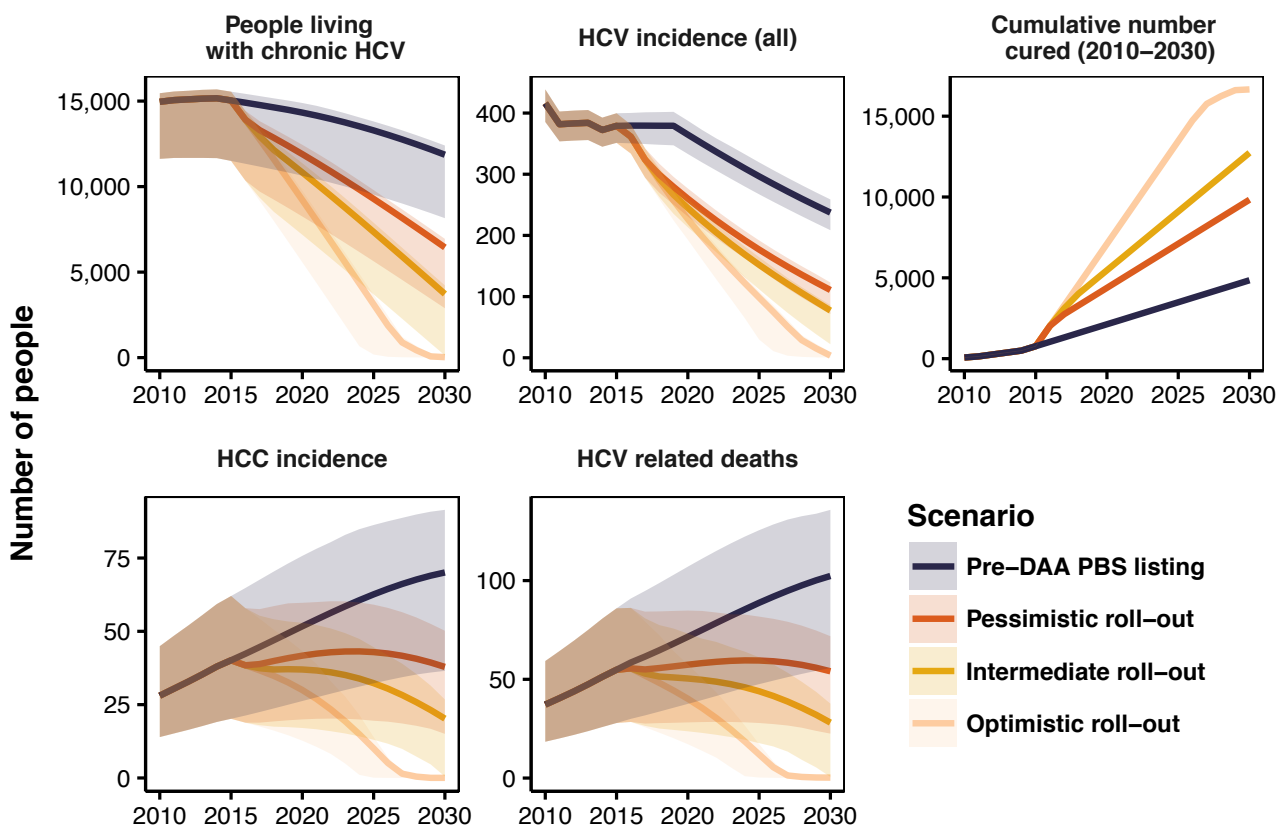 People living
with chronic HCV
HCV incidence (all)
Cumulative number
cured (2010−2030)
15,000
10,000
5,000
0
400
300
200
100
0
15,000
10,000
5,000
0
2010 2015 2020 2025 2030
2010 2015 2020 2025 2030
2010 2015 2020 2025 2030
Number of people
HCC incidence
HCV related deaths
75
50
25
0
100
50
0
2010 2015 2020 2025 2030
2010 2015 2020 2025 2030
Scenario
Pre−DAA PBS listing
Pessimistic roll−out
Intermediate roll−out
Optimistic roll−out